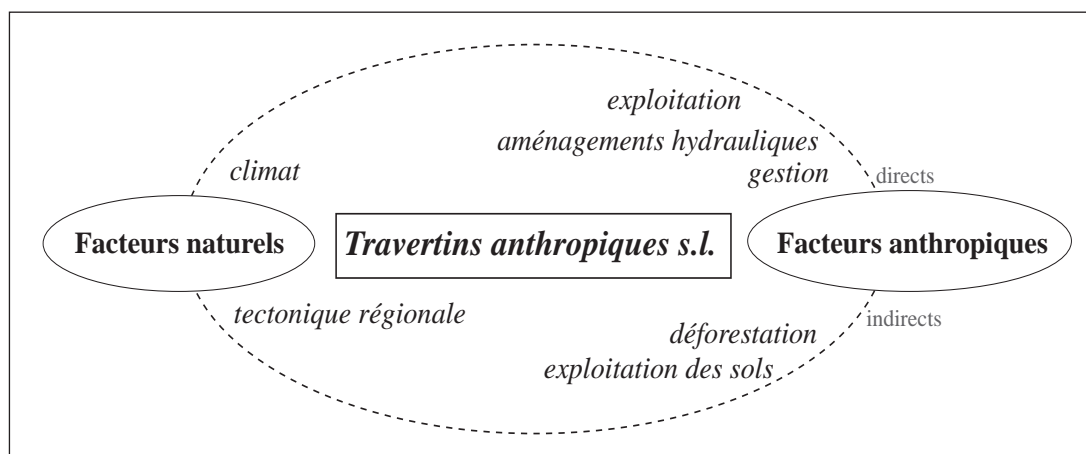 exploitation
aménagements hydrauliques
climat
gestion
directs
Facteurs naturels
Travertins anthropiques s.l.
Facteurs anthropiques
tectonique régionale
indirects
déforestation
exploitation des sols